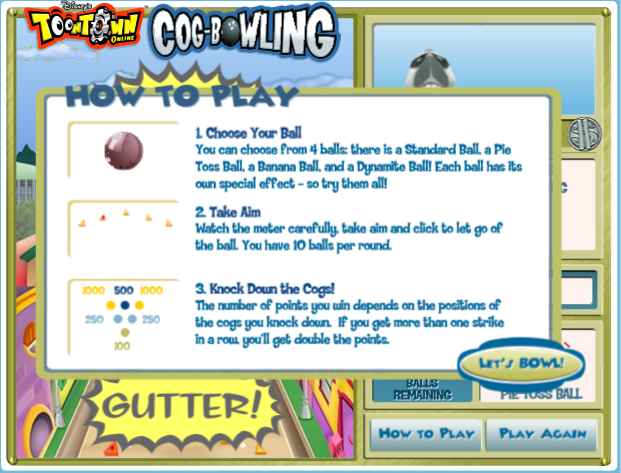 Disney's
TOONTOWN
ONLINE
COG-BOWLING
HOW TO PLAY
1. Choose Your Ball
You can choose from 4 balls: there is a Standard Ball, a Pie
Toss Ball, a Banana Ball, and a Dynamite Ball! Each ball has its
own special effect - so try them all!
2. Take Aim
Watch the meter carefully, take aim and click to let go of
the ball. You have 10 balls per round.
1000 500 1000
250 250
100
3. Knock Down the Cogs!
The number of points you win depends on the positions of
the cogs you knock down. If you get more than one strike
in a row, you'll get double the points.
LET'S BOWL!
GUTTER!
BALLS
REMAINING
PIE TOSS BALL
HOW TO PLAY
PLAY AGAIN